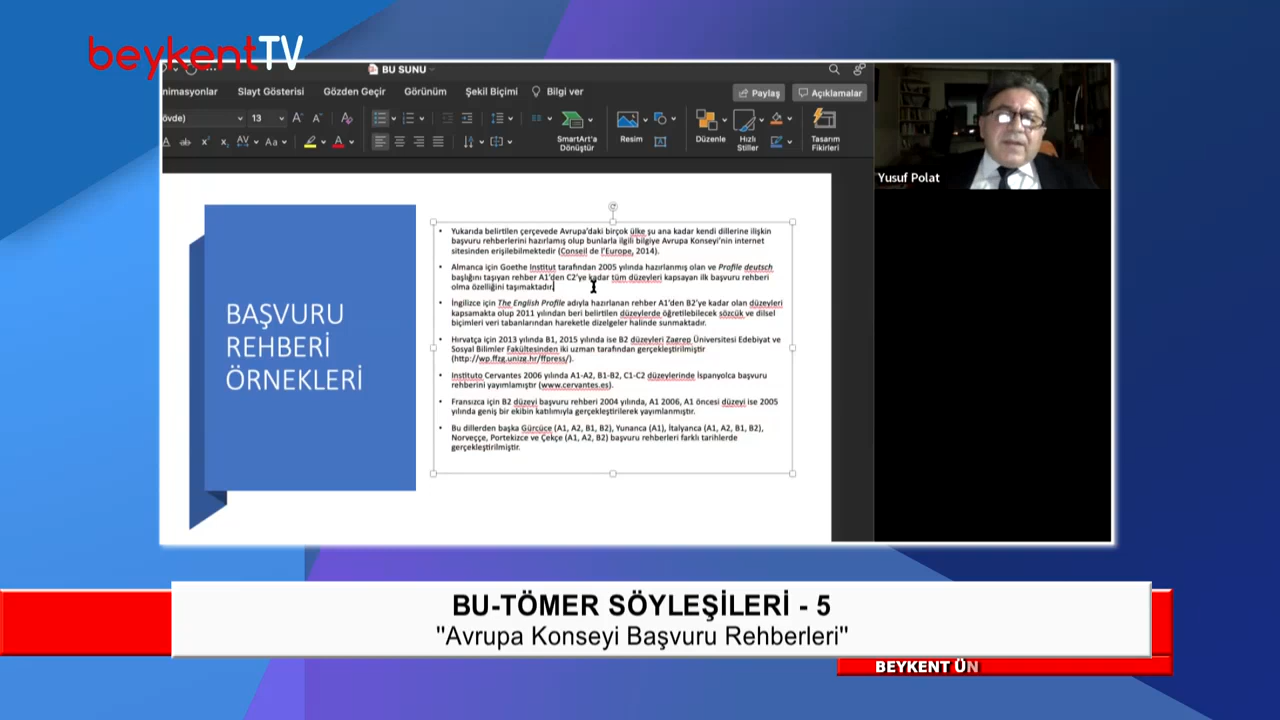 beykentTV
BU SUNU
nimasyonlar Slayt Gösterisi Gözden Geçir Görünüm Şekil Biçimi Bilgi ver Paylaş Açıklamalar
övde) 13
SmartArt'a Dönüştür Resim Düzenle Hızlı Stiller Tasarım Fikirleri
Yusuf Polat
BAŞVURU
REHBERİ
ÖRNEKLERİ
• Yukarıda belirtilen çerçevede Avrupa'daki birçok ülke şu ana kadar kendi dillerine ilişkin
başvuru rehberlerini hazırlamış olup bunlarla ilgili bilgiye Avrupa Konseyi'nin internet
sitesinden erişilebilmektedir (Conseil de l'Europe, 2014).
• Almanca için Goethe Institut tarafından 2005 yılında hazırlanmış olan ve Profile deutsch
başlığını taşıyan rehber A1'den C2'ye kadar tüm düzeyleri kapsayan ilk başvuru rehberi
olma özelliğini taşımaktadır.
• İngilizce için The English Profile adıyla hazırlanan rehber A1'den B2'ye kadar olan düzeyleri
kapsamakta olup 2011 yılından beri belirtilen düzeylerde öğretilebilecek sözcük ve dilsel
biçimleri veri tabanlarından hareketle dizelgeler halinde sunmaktadır.
• Hırvatça için 2013 yılında B1, 2015 yılında ise B2 düzeyleri Zagrep Üniversitesi Edebiyat ve
Sosyal Bilimler Fakültesinden iki uzman tarafından gerçekleştirilmiştir
(http://wp.ffzg.unizg.hr/ffpress/).
• Instituto Cervantes 2006 yılında A1-A2, B1-B2, C1-C2 düzeylerinde İspanyolca başvuru
rehberini yayımlamıştır (www.cervantes.es).
• Fransızca için B2 düzeyi başvuru rehberi 2004 yılında, A1 2006, A1 öncesi düzeyi ise 2005
yılında geniş bir ekibin katılımıyla gerçekleştirilerek yayımlanmıştır.
• Bu dillerden başka Gürcüce (A1, A2, B1, B2), Yunanca (A1), İtalyanca (A1, A2, B1, B2),
Norveççe, Portekizce ve Çekçe (A1, A2, B2) başvuru rehberleri farklı tarihlerde
gerçekleştirilmiştir.
BU-TÖMER SÖYLEŞİLERİ - 5
"Avrupa Konseyi Başvuru Rehberleri"
BEYKENT ÜN